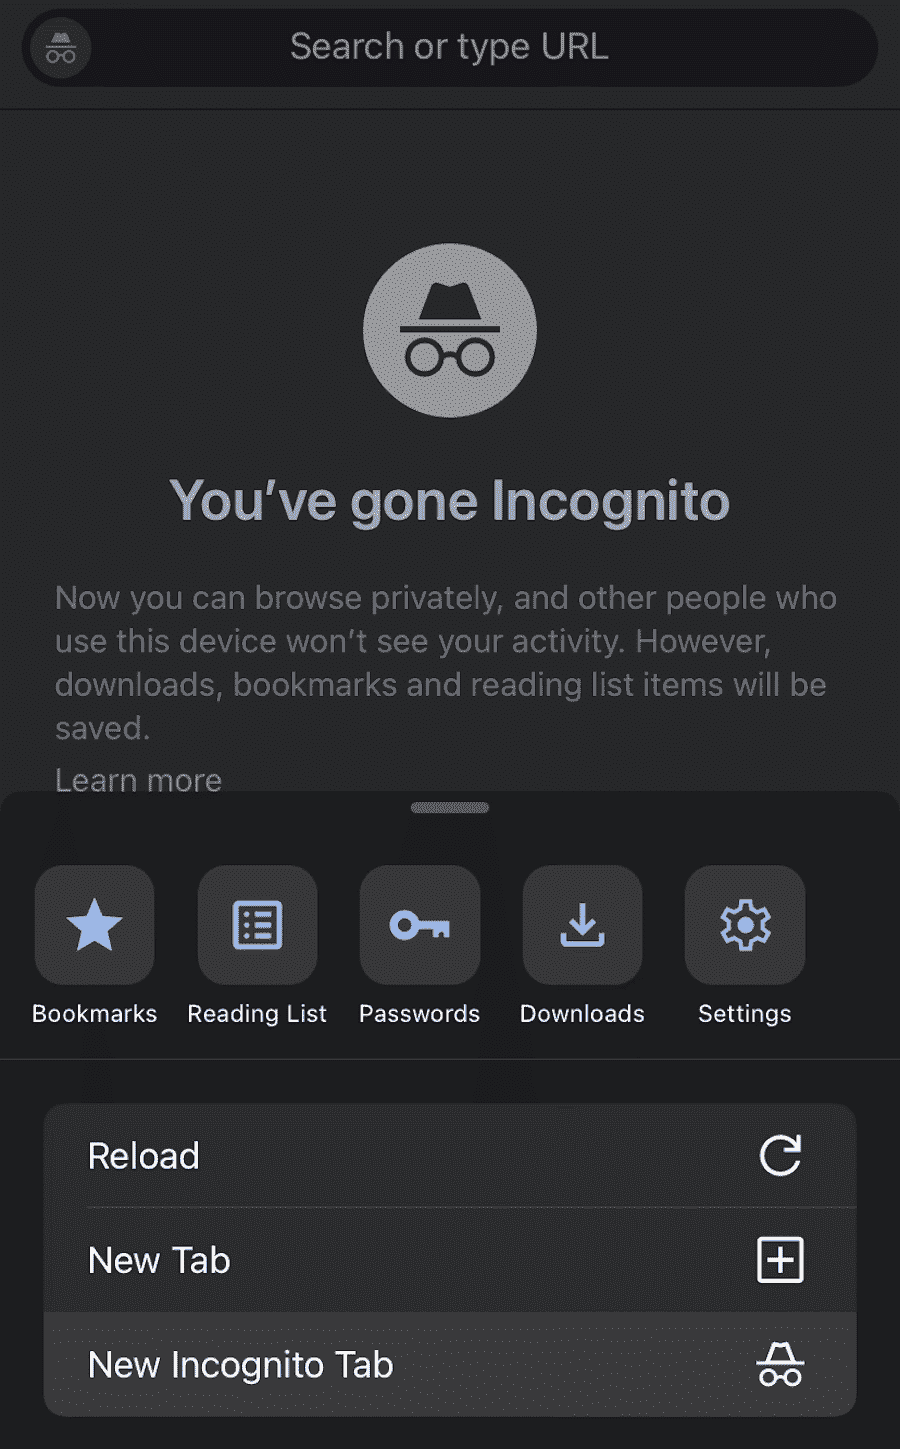 Search or type URL
You've gone Incognito
Now you can browse privately, and other people who
use this device won't see your activity. However,
downloads, bookmarks and reading list items will be
saved.
Learn more
Bookmarks
Reading List
Passwords
Downloads
Settings
Reload
New Tab
New Incognito Tab